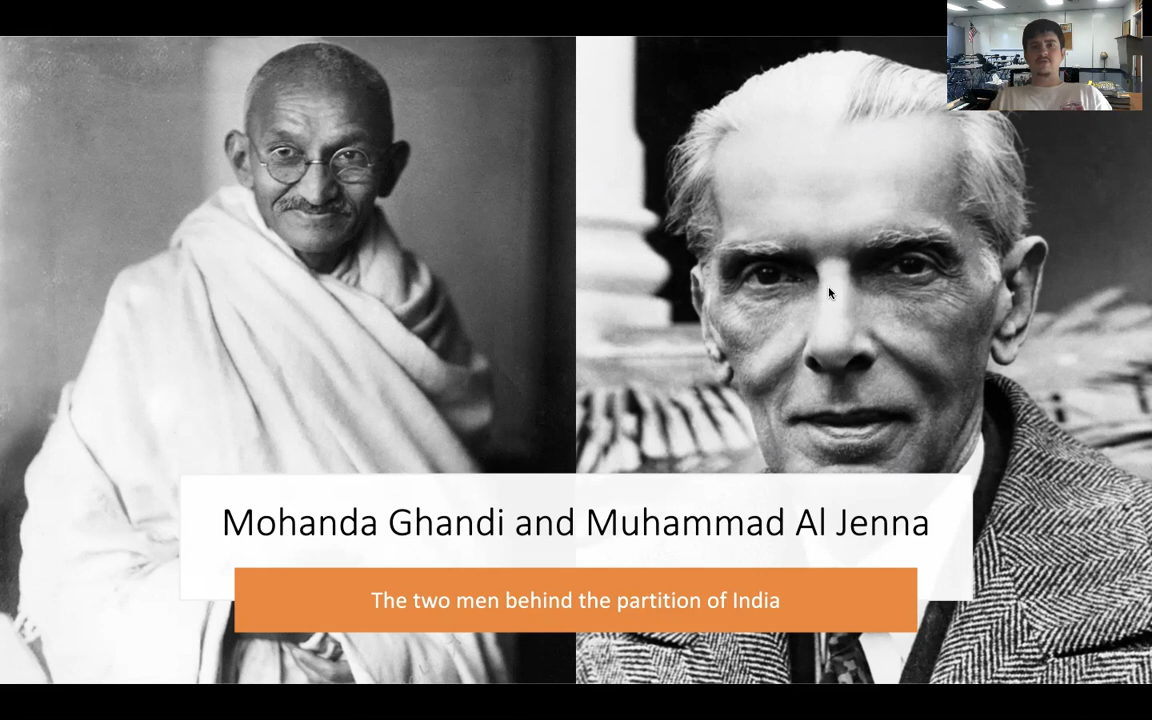 Mohanda Ghandi and Muhammad Al Jenna
The two men behind the partition of India